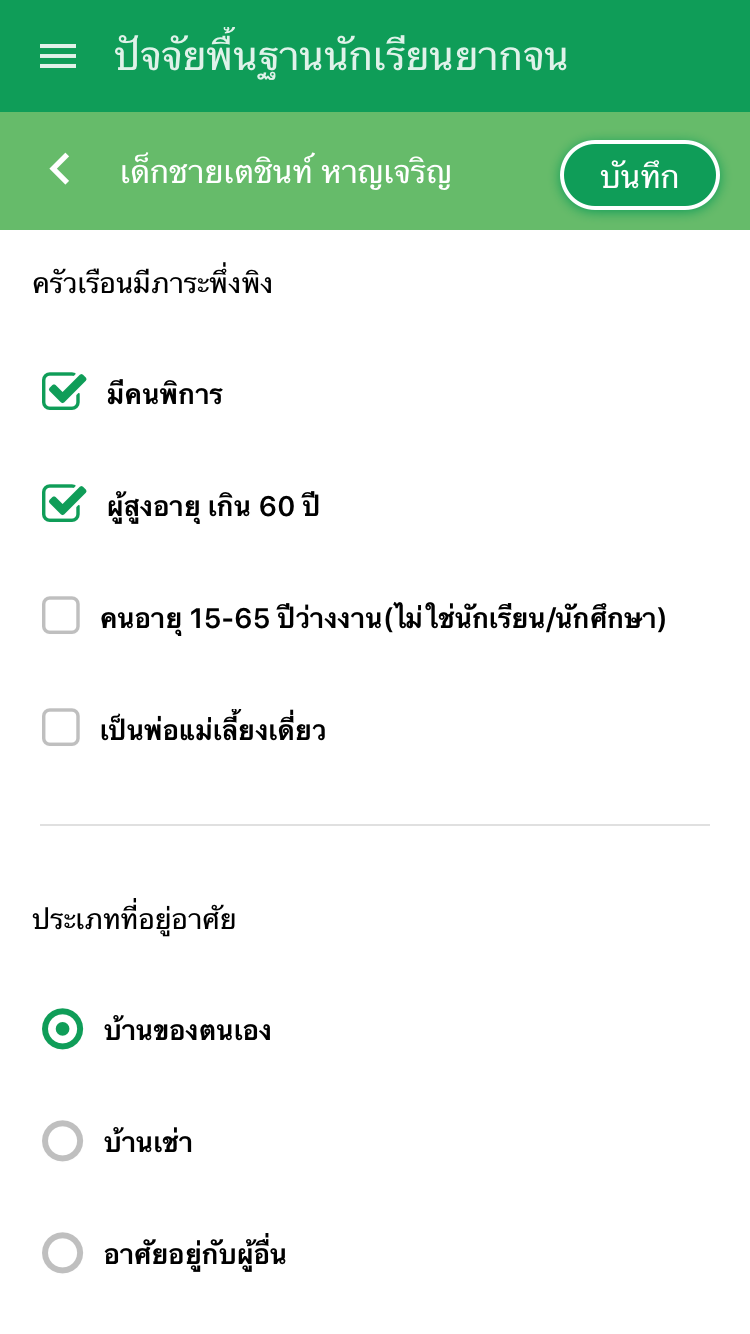 ปัจจัยพื้นฐานนักเรียนยากจน
เด็กชายเตชินท์ หาญเจริญ
บันทึก
ครัวเรือนมีภาระพึ่งพิง
มีคนพิการ
ผู้สูงอายุ เกิน 60 ปี
คนอายุ 15-65 ปีว่างงาน(ไม่ใช่นักเรียน/นักศึกษา)
เป็นพ่อแม่เลี้ยงเดี่ยว
ประเภทที่อยู่อาศัย
บ้านของตนเอง
บ้านเช่า
อาศัยอยู่กับผู้อื่น